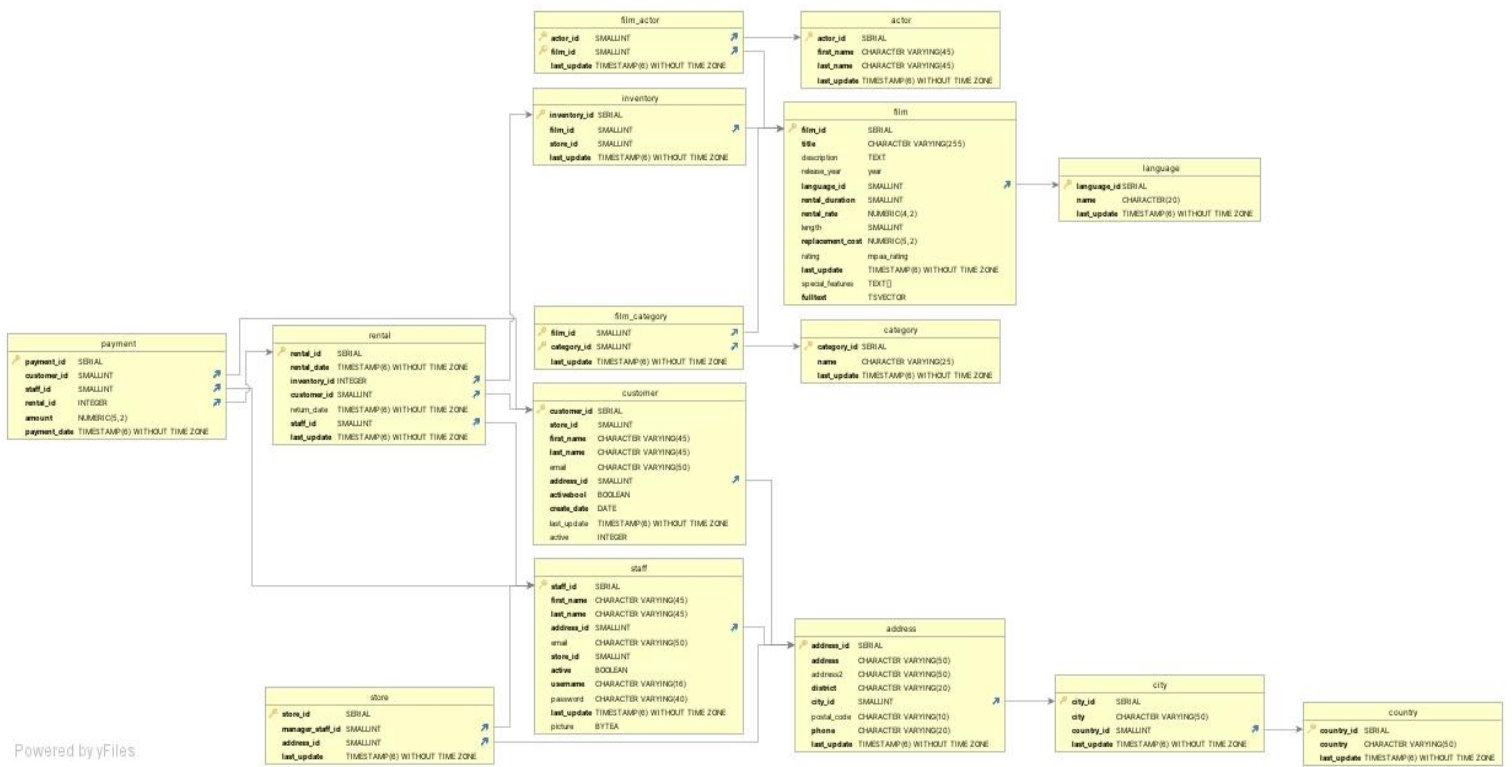 film_actor
actor_id SMALLINT
film_id SMALLINT
last_update TIMESTAMP(6) WITHOUT TIME ZONE
actor
actor_id SERIAL
first_name CHARACTER VARYING(45)
last_name CHARACTER VARYING(45)
last_update TIMESTAMP(6) WITHOUT TIME ZONE
inventory
inventory_id SERIAL
film_id SMALLINT
store_id SMALLINT
last_update TIMESTAMP(6) WITHOUT TIME ZONE
film
film_id SERIAL
title CHARACTER VARYING(255)
description TEXT
release_year year
language_id SMALLINT
rental_duration SMALLINT
rental_rate NUMERIC(4,2)
length SMALLINT
replacement_cost NUMERIC(5,2)
rating mpaa_rating
last_update TIMESTAMP(6) WITHOUT TIME ZONE
special_features TEXT[]
fulltext TSVECTOR
language
language_id SERIAL
name CHARACTER(20)
last_update TIMESTAMP(6) WITHOUT TIME ZONE
film_category
film_id SMALLINT
category_id SMALLINT
last_update TIMESTAMP(6) WITHOUT TIME ZONE
category
category_id SERIAL
name CHARACTER VARYING(25)
last_update TIMESTAMP(6) WITHOUT TIME ZONE
payment
payment_id SERIAL
customer_id SMALLINT
staff_id SMALLINT
rental_id INTEGER
amount NUMERIC(5,2)
payment_date TIMESTAMP(6) WITHOUT TIME ZONE
rental
rental_id SERIAL
rental_date TIMESTAMP(6) WITHOUT TIME ZONE
inventory_id INTEGER
customer_id SMALLINT
return_date TIMESTAMP(6) WITHOUT TIME ZONE
staff_id SMALLINT
last_update TIMESTAMP(6) WITHOUT TIME ZONE
customer
customer_id SERIAL
store_id SMALLINT
first_name CHARACTER VARYING(45)
last_name CHARACTER VARYING(45)
email CHARACTER VARYING(50)
address_id SMALLINT
activebool BOOLEAN
create_date DATE
last_update TIMESTAMP(6) WITHOUT TIME ZONE
active INTEGER
staff
staff_id SERIAL
first_name CHARACTER VARYING(45)
last_name CHARACTER VARYING(45)
address_id SMALLINT
email CHARACTER VARYING(50)
store_id SMALLINT
active BOOLEAN
username CHARACTER VARYING(16)
password CHARACTER VARYING(40)
last_update TIMESTAMP(6) WITHOUT TIME ZONE
picture BYTEA
store
store_id SERIAL
manager_staff_id SMALLINT
address_id SMALLINT
last_update TIMESTAMP(6) WITHOUT TIME ZONE
address
address_id SERIAL
address CHARACTER VARYING(50)
address2 CHARACTER VARYING(50)
district CHARACTER VARYING(20)
city_id SMALLINT
postal_code CHARACTER VARYING(10)
phone CHARACTER VARYING(20)
last_update TIMESTAMP(6) WITHOUT TIME ZONE
city
city_id SERIAL
city CHARACTER VARYING(50)
country_id SMALLINT
last_update TIMESTAMP(6) WITHOUT TIME ZONE
country
country_id SERIAL
country CHARACTER VARYING(50)
last_update TIMESTAMP(6) WITHOUT TIME ZONE
Powered by yFiles